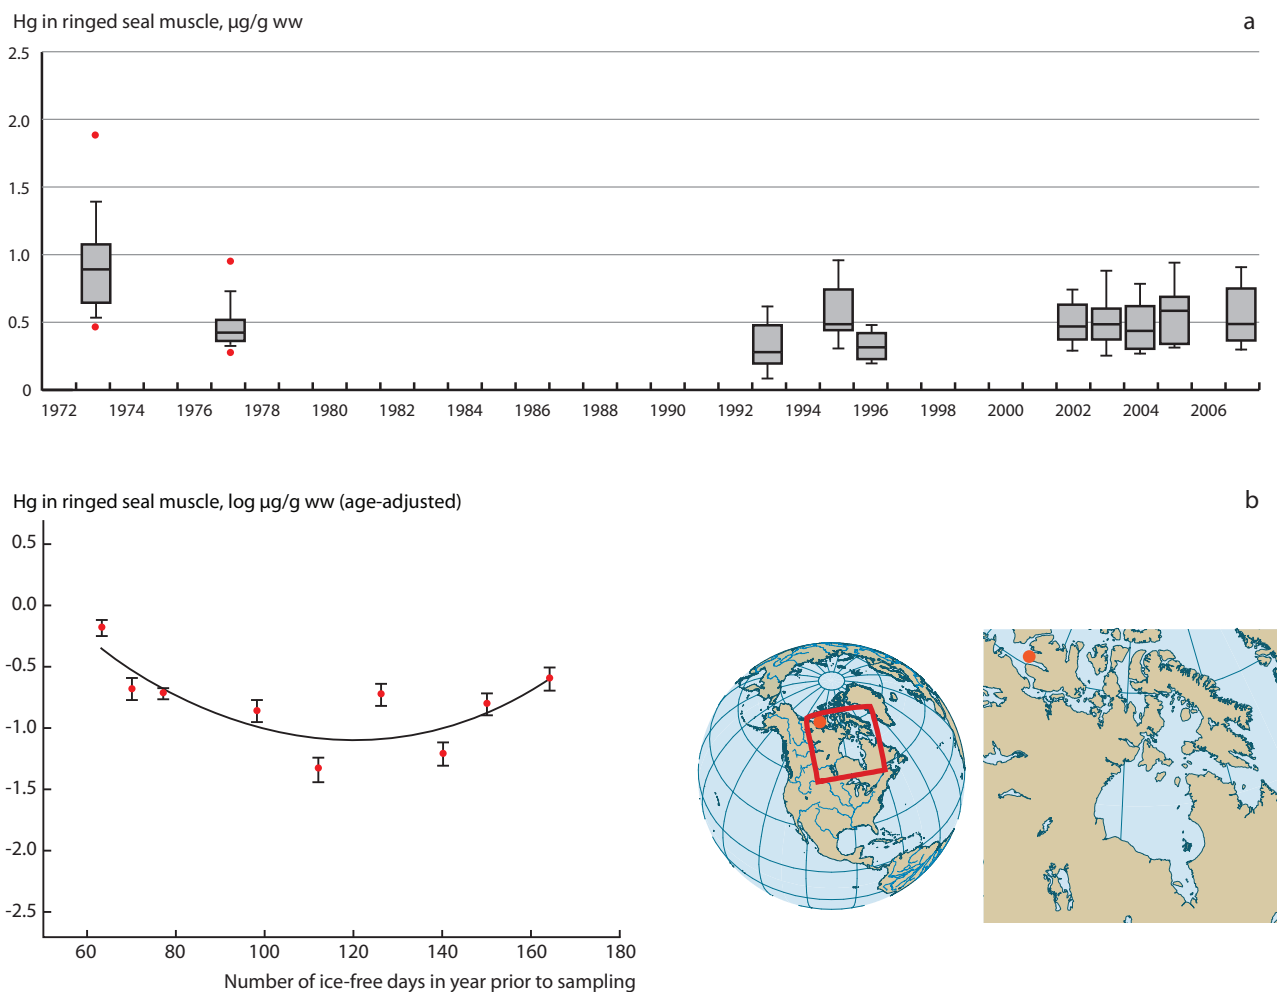 Hg in ringed seal muscle, µg/g ww
a
2.5
2.0
1.5
1.0
0.5
0
1972 1974 1976 1978 1980 1982 1984 1986 1988 1990 1992 1994 1996 1998 2000 2002 2004 2006
Hg in ringed seal muscle, log µg/g ww (age-adjusted)
b
0.5
0.0
-0.5
-1.0
-1.5
-2.0
-2.5
60 80 100 120 140 160 180
Number of ice-free days in year prior to sampling